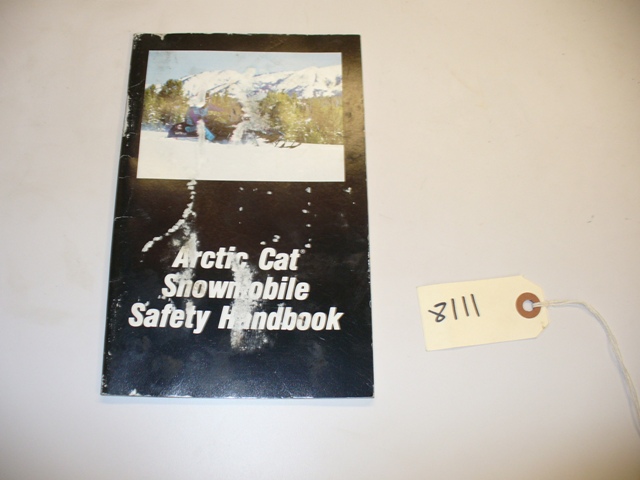 Arctic Cat
Snowmobile
Safety Handbook
8111